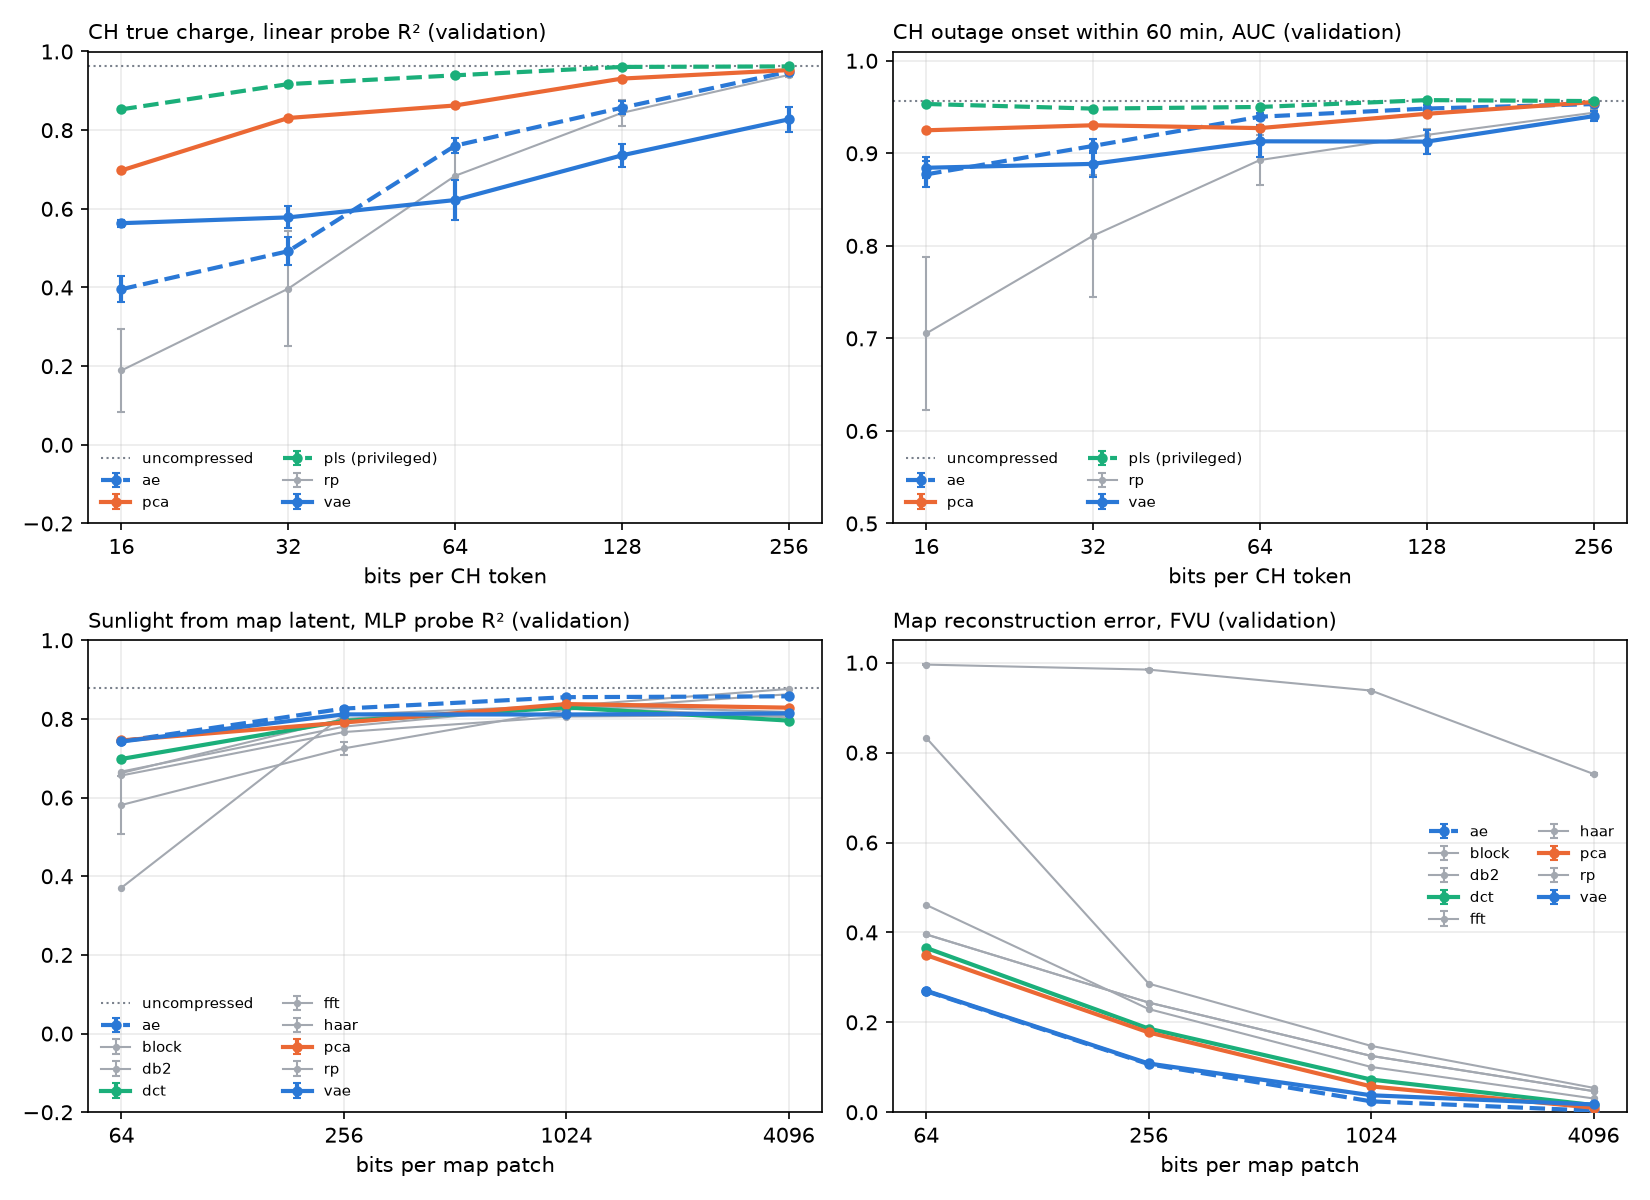 CH true charge, linear probe R² (validation)
1.0
0.8
0.6
0.4
0.2
0.0
−0.2
uncompressed
ae
pca
pls (privileged)
rp
vae
16
32
64
128
256
bits per CH token
CH outage onset within 60 min, AUC (validation)
1.0
0.9
0.8
0.7
0.6
0.5
uncompressed
ae
pca
pls (privileged)
rp
vae
16
32
64
128
256
bits per CH token
Sunlight from map latent, MLP probe R² (validation)
1.0
0.8
0.6
0.4
0.2
0.0
−0.2
uncompressed
ae
block
db2
dct
fft
haar
pca
rp
vae
64
256
1024
4096
bits per map patch
Map reconstruction error, FVU (validation)
1.0
0.8
0.6
0.4
0.2
0.0
ae
block
db2
dct
fft
haar
pca
rp
vae
64
256
1024
4096
bits per map patch